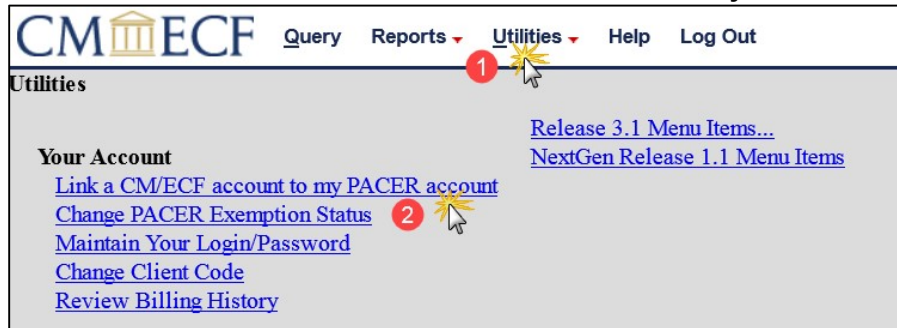 CM ECF Query Reports Utilities Help Log Out
1
Utilities
Release 3.1 Menu Items...
Your Account
NextGen Release 1.1 Menu Items
Link a CM/ECF account to my PACER account
Change PACER Exemption Status
2
Maintain Your Login/Password
Change Client Code
Review Billing History